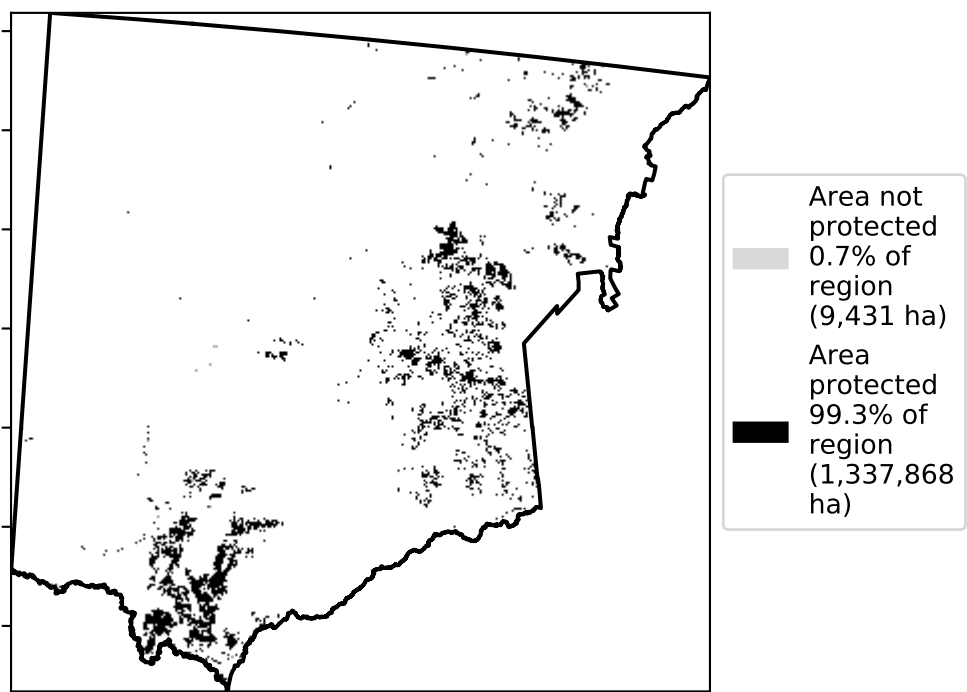 Area not
protected
0.7% of
region
(9,431 ha)
Area
protected
99.3% of
region
(1,337,868
ha)